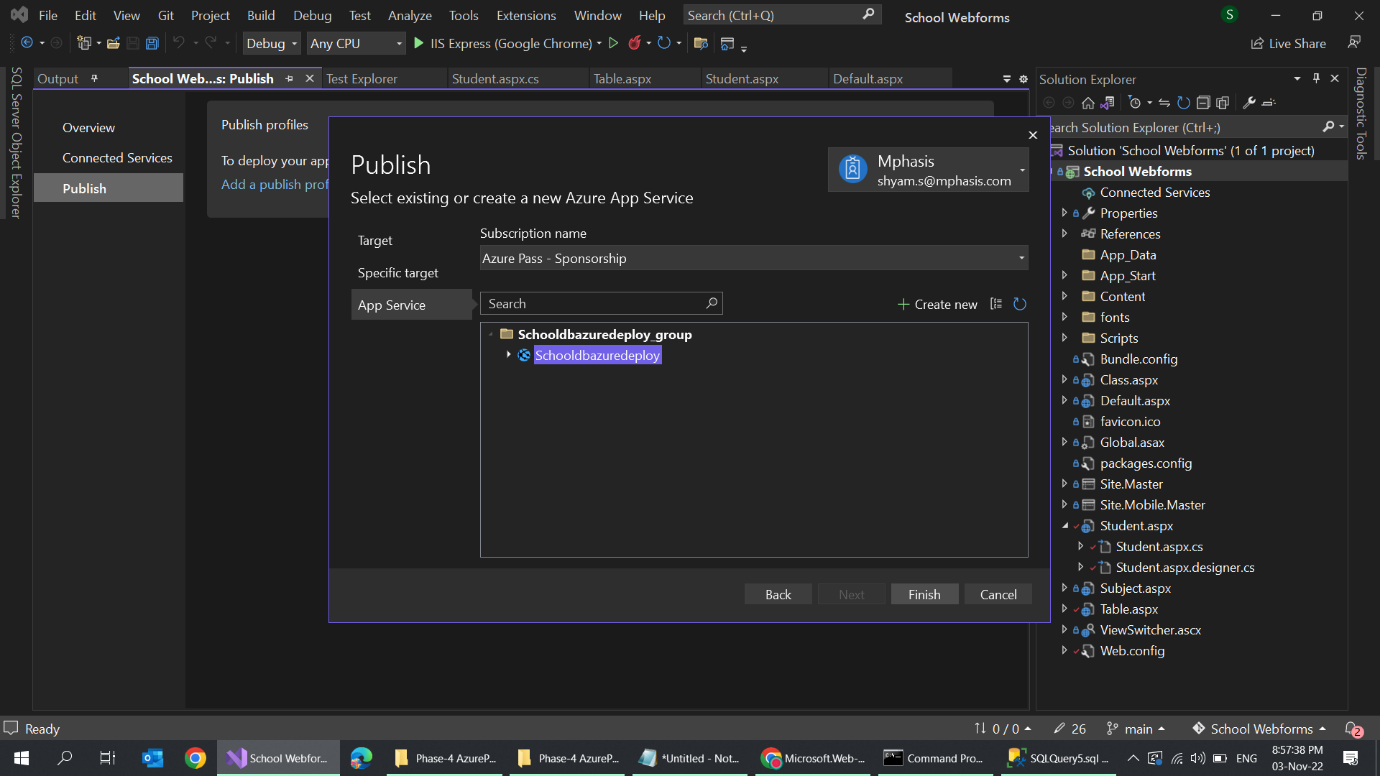 File Edit View Git Project Build Debug Test Analyze Tools Extensions Window Help Search (Ctrl+Q) School Webforms S
Debug Any CPU IIS Express (Google Chrome) Live Share
Output School Web...s: Publish Test Explorer Student.aspx.cs Table.aspx Student.aspx Default.aspx
SQL Server Object Explorer
Overview
Connected Services
Publish
Publish profiles
To deploy your app
Add a publish prof
Publish
Select existing or create a new Azure App Service
Mphasis
shyam.s@mphasis.com
Target
Specific target
App Service
Subscription name
Azure Pass - Sponsorship
Search
Create new
Schooldbazuredeploy_group
Schooldbazuredeploy
Back Next Finish Cancel
Solution Explorer
earch Solution Explorer (Ctrl+;)
Solution 'School Webforms' (1 of 1 project)
School Webforms
Connected Services
Properties
References
App_Data
App_Start
Content
fonts
Scripts
Bundle.config
Class.aspx
Default.aspx
favicon.ico
Global.asax
packages.config
Site.Master
Site.Mobile.Master
Student.aspx
Student.aspx.cs
Student.aspx.designer.cs
Subject.aspx
Table.aspx
ViewSwitcher.ascx
Web.config
Diagnostic Tools
Ready 0 / 0 26 main School Webforms 2
School Webfor... Phase-4 AzureP... Phase-4 AzureP... *Untitled - Not... Microsoft.Web-... Command Pro... SQLQuery5.sql ... ENG
8:57:38 PM
03-Nov-22